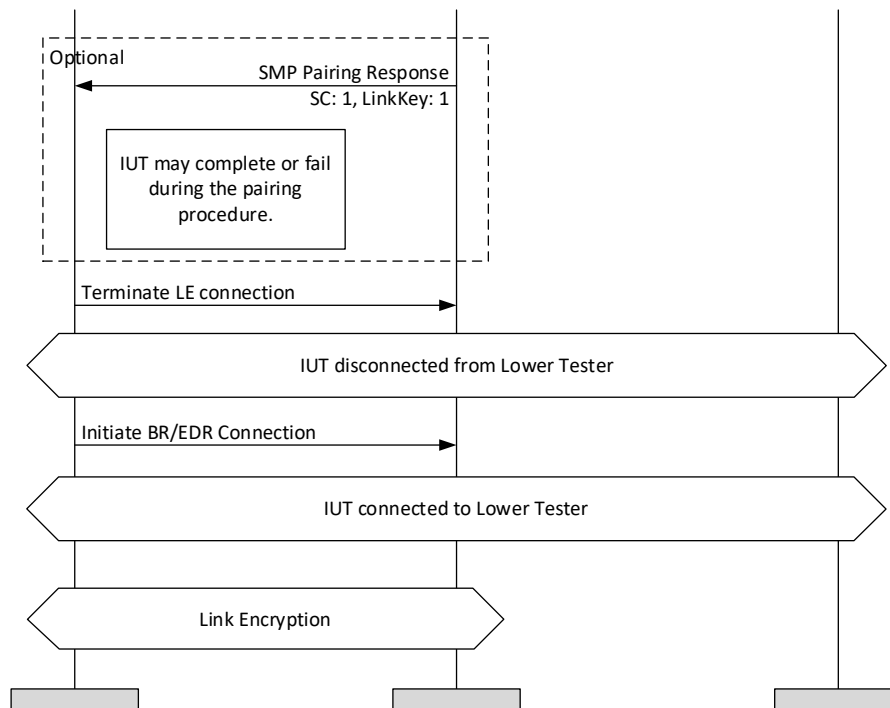 Optional
SMP Pairing Response
SC: 1, LinkKey: 1
IUT may complete or fail
during the pairing
procedure.
Terminate LE connection
IUT disconnected from Lower Tester
Initiate BR/EDR Connection
IUT connected to Lower Tester
Link Encryption